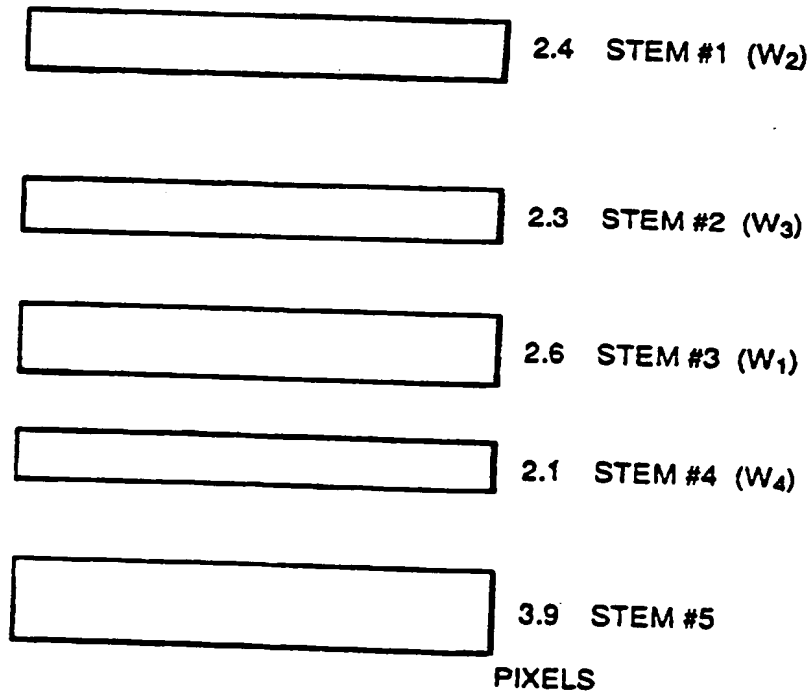 2.4 STEM #1 (W₂)
2.3 STEM #2 (W₃)
2.6 STEM #3 (W₁)
2.1 STEM #4 (W₄)
3.9 STEM #5
PIXELS